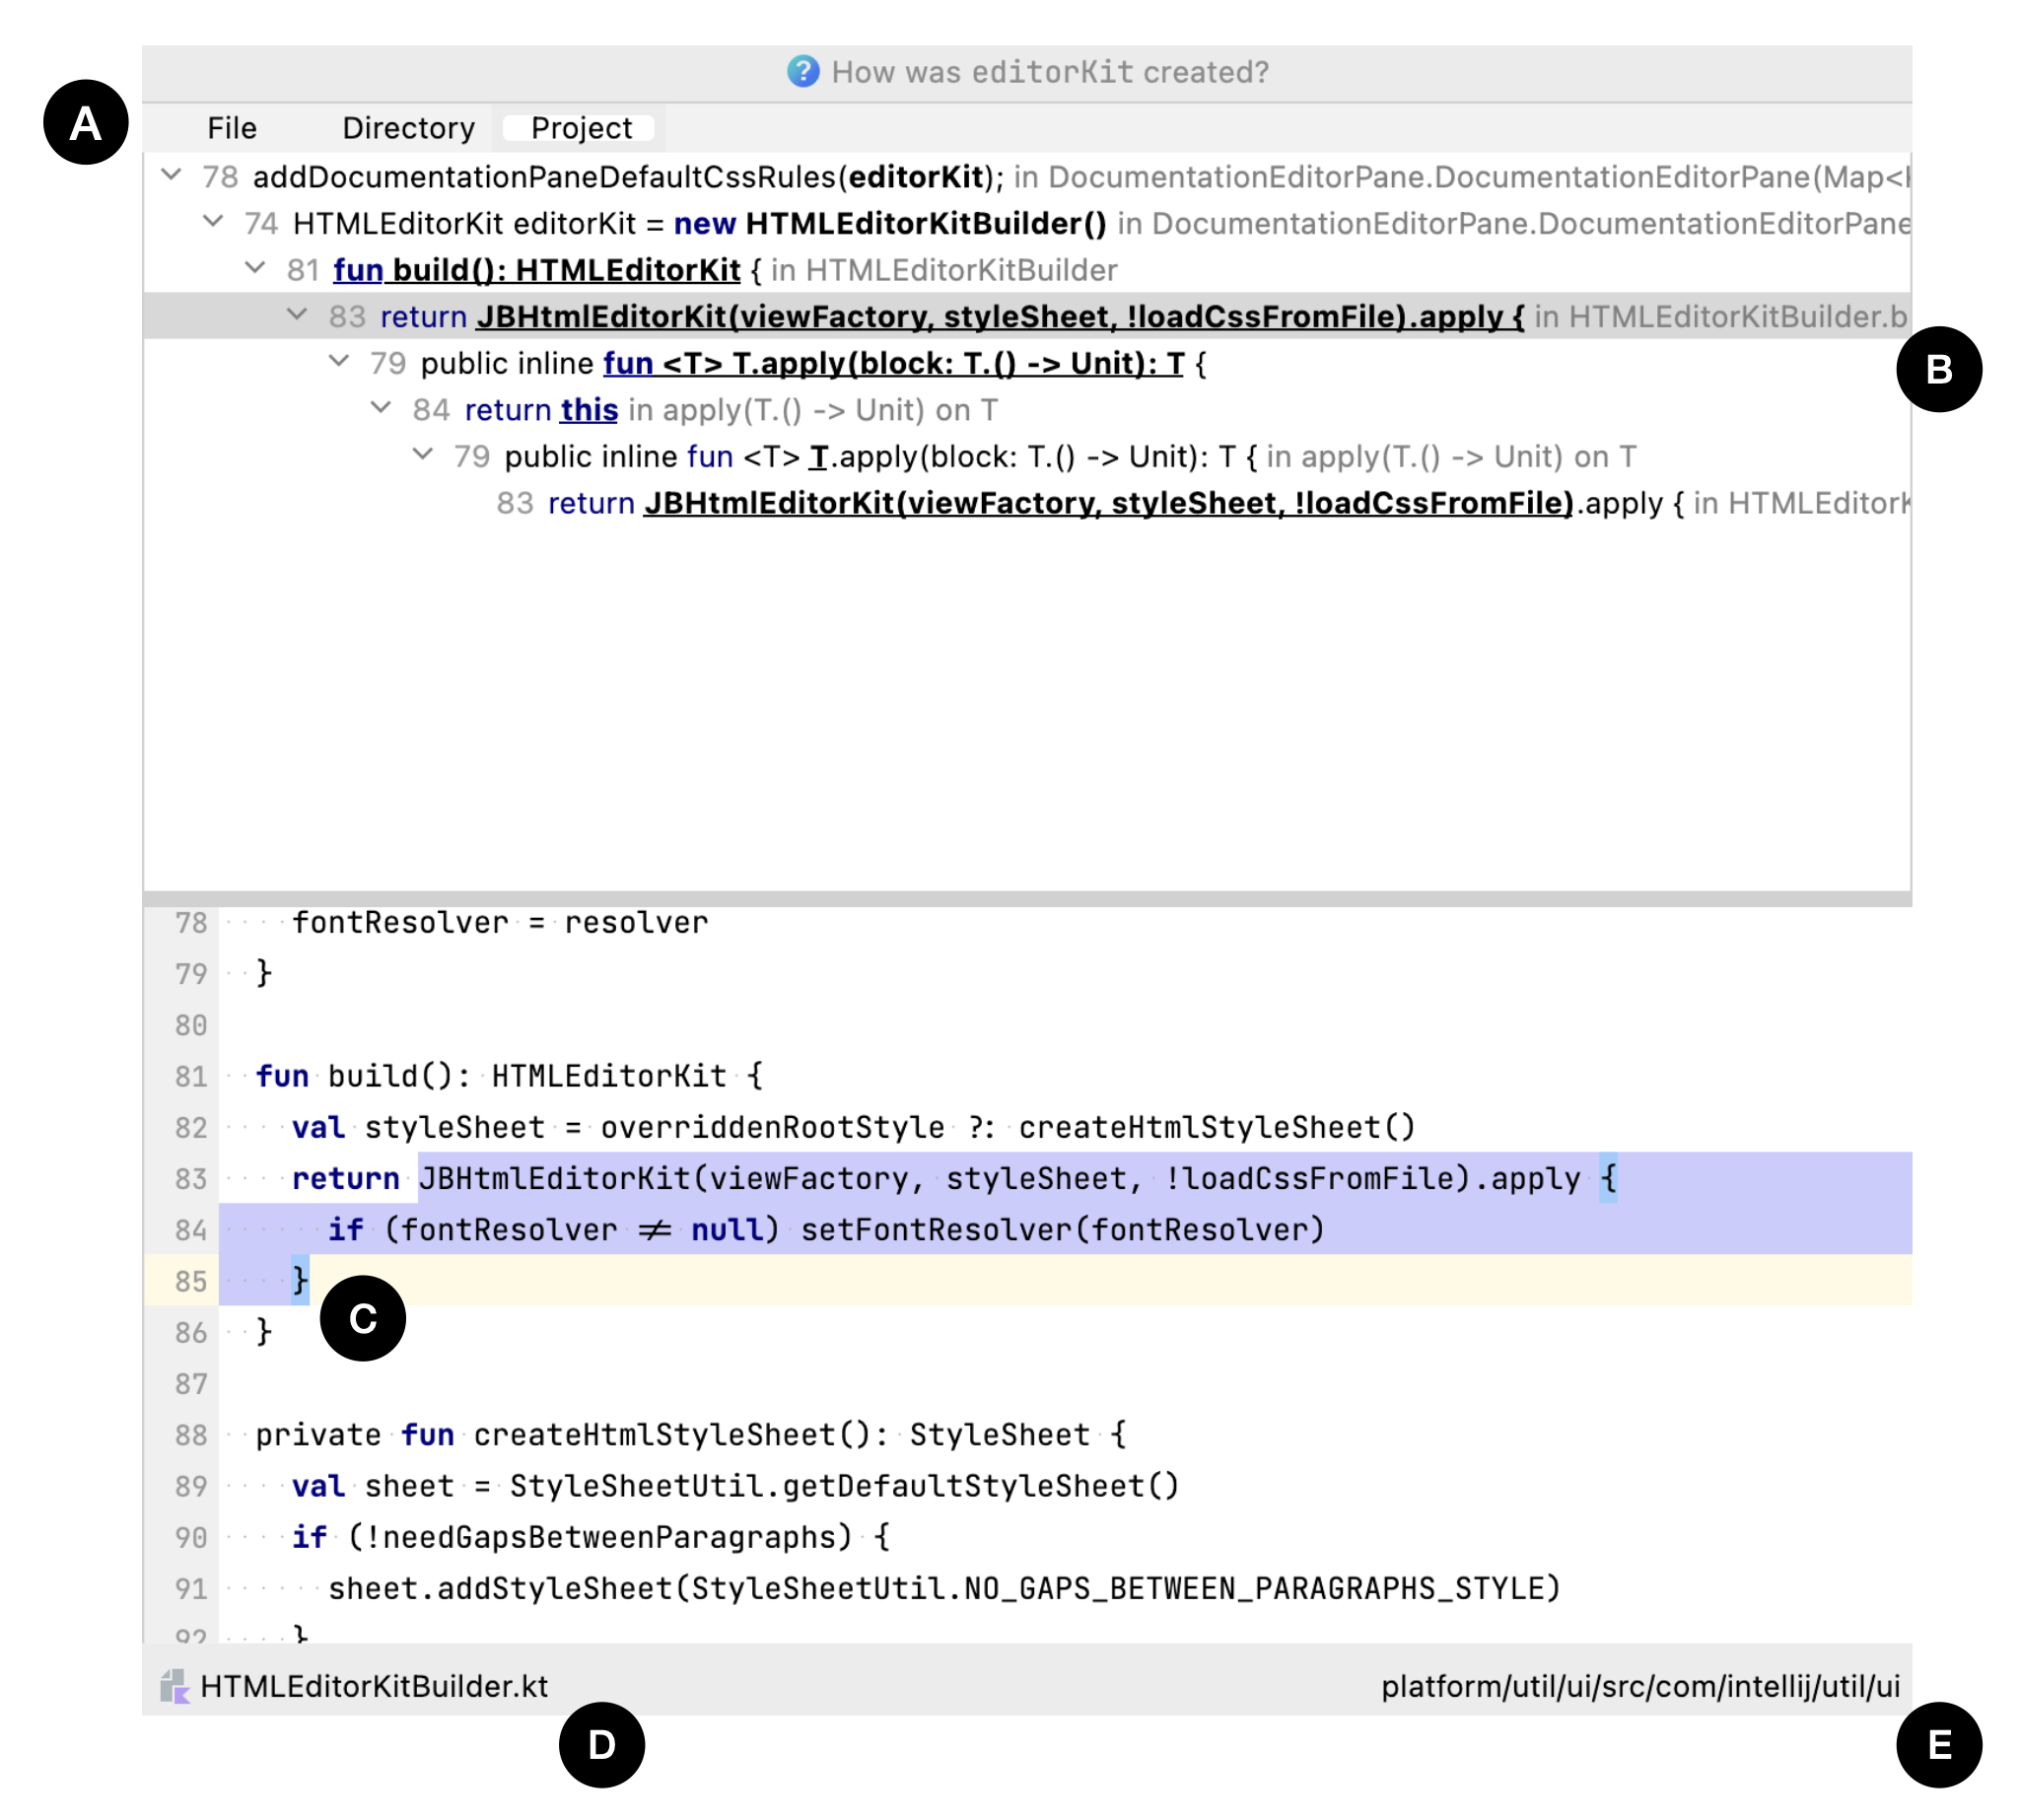 ? How was editorKit created?
A
File Directory Project
78 addDocumentationPaneDefaultCssRules(editorKit); in DocumentationEditorPane.DocumentationEditorPane(Map<
74 HTMLEditorKit editorKit = new HTMLEditorKitBuilder() in DocumentationEditorPane.DocumentationEditorPane
81 fun build(): HTMLEditorKit { in HTMLEditorKitBuilder
83 return JBHtmlEditorKit(viewFactory, styleSheet, !loadCssFromFile).apply { in HTMLEditorKitBuilder.b
B
79 public inline fun <T> T.apply(block: T.() -> Unit): T {
84 return this in apply(T.() -> Unit) on T
79 public inline fun <T> T.apply(block: T.() -> Unit): T { in apply(T.() -> Unit) on T
83 return JBHtmlEditorKit(viewFactory, styleSheet, !loadCssFromFile).apply { in HTMLEditor
78 fontResolver = resolver
79 }
80
81 fun build(): HTMLEditorKit {
82 val styleSheet = overriddenRootStyle ?: createHtmlStyleSheet()
83 return JBHtmlEditorKit(viewFactory, styleSheet, !loadCssFromFile).apply {
84 if (fontResolver ≠ null) setFontResolver(fontResolver)
85 }
C
86 }
87
88 private fun createHtmlStyleSheet(): StyleSheet {
89 val sheet = StyleSheetUtil.getDefaultStyleSheet()
90 if (!needGapsBetweenParagraphs) {
91 sheet.addStyleSheet(StyleSheetUtil.NO_GAPS_BETWEEN_PARAGRAPHS_STYLE)
92 }
HTMLEditorKitBuilder.kt platform/util/ui/src/com/intellij/util/ui
D
E